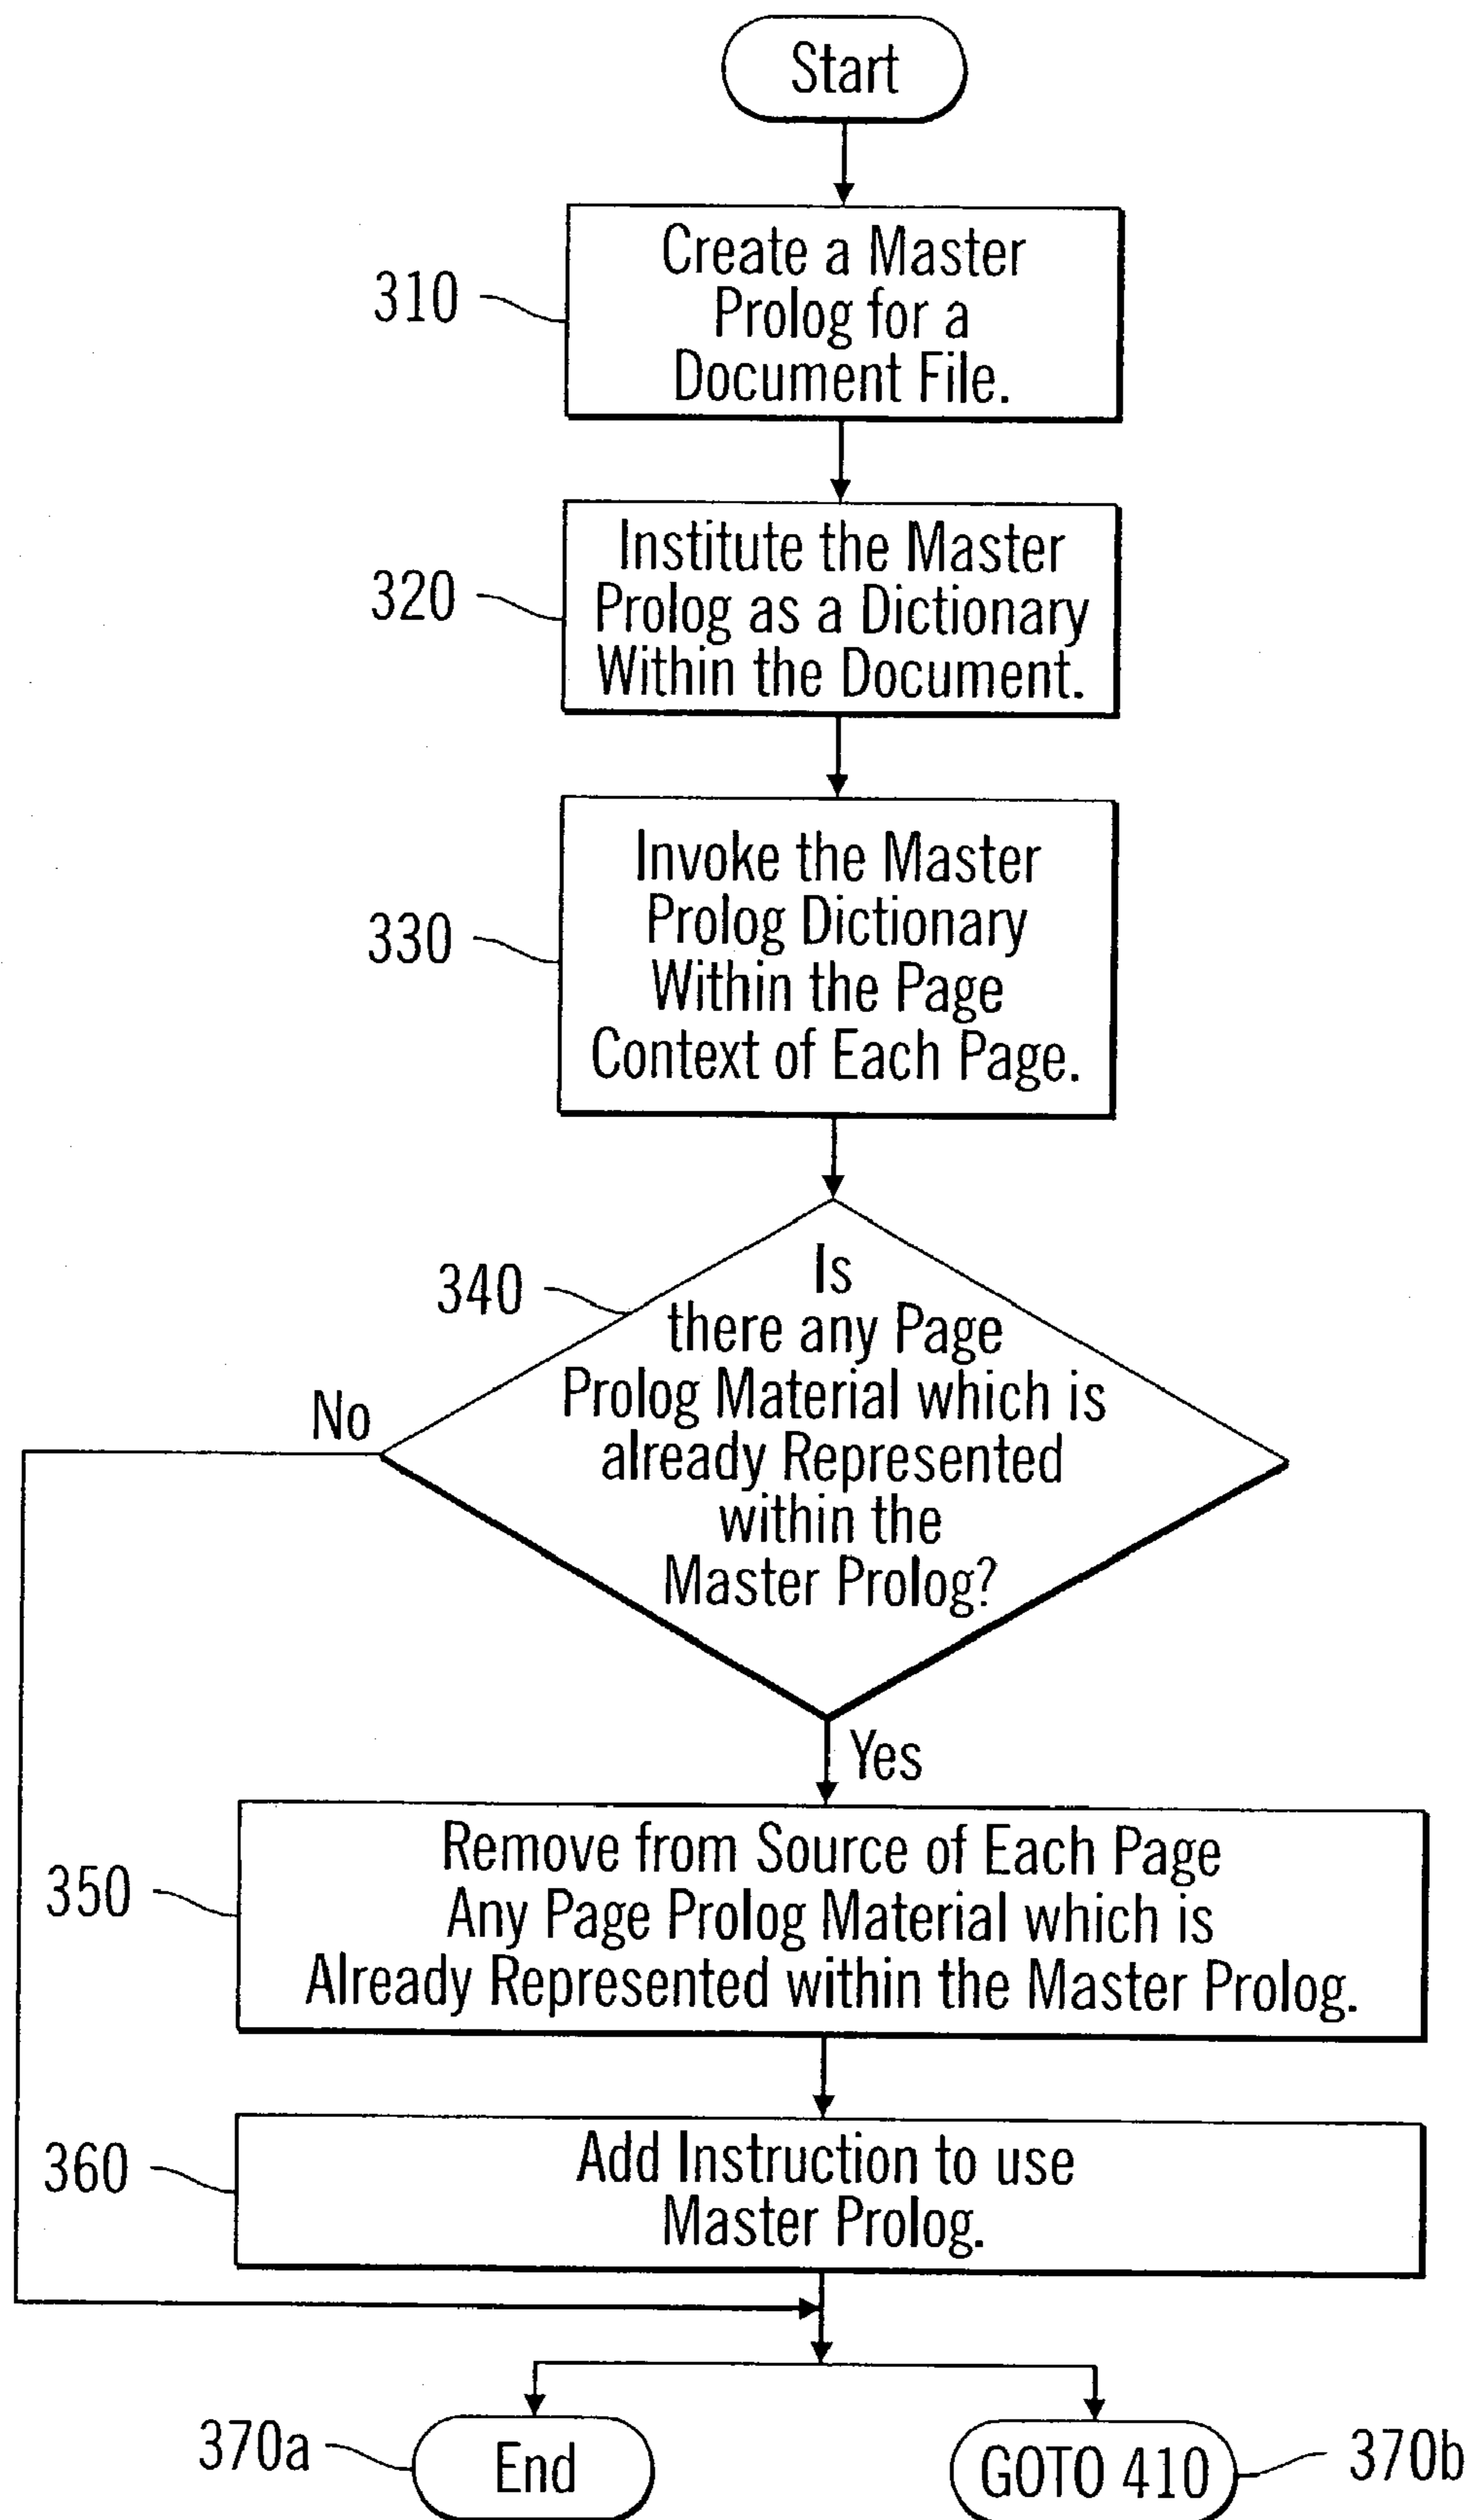 Start
310
Create a Master
Prolog for a
Document File.
320
Institute the Master
Prolog as a Dictionary
Within the Document.
330
Invoke the Master
Prolog Dictionary
Within the Page
Context of Each Page.
340
Is
there any Page
Prolog Material which is
already Represented
within the
Master Prolog?
No
Yes
350
Remove from Source of Each Page
Any Page Prolog Material which is
Already Represented within the Master Prolog.
360
Add Instruction to use
Master Prolog.
370a
End
GOTO 410
370b